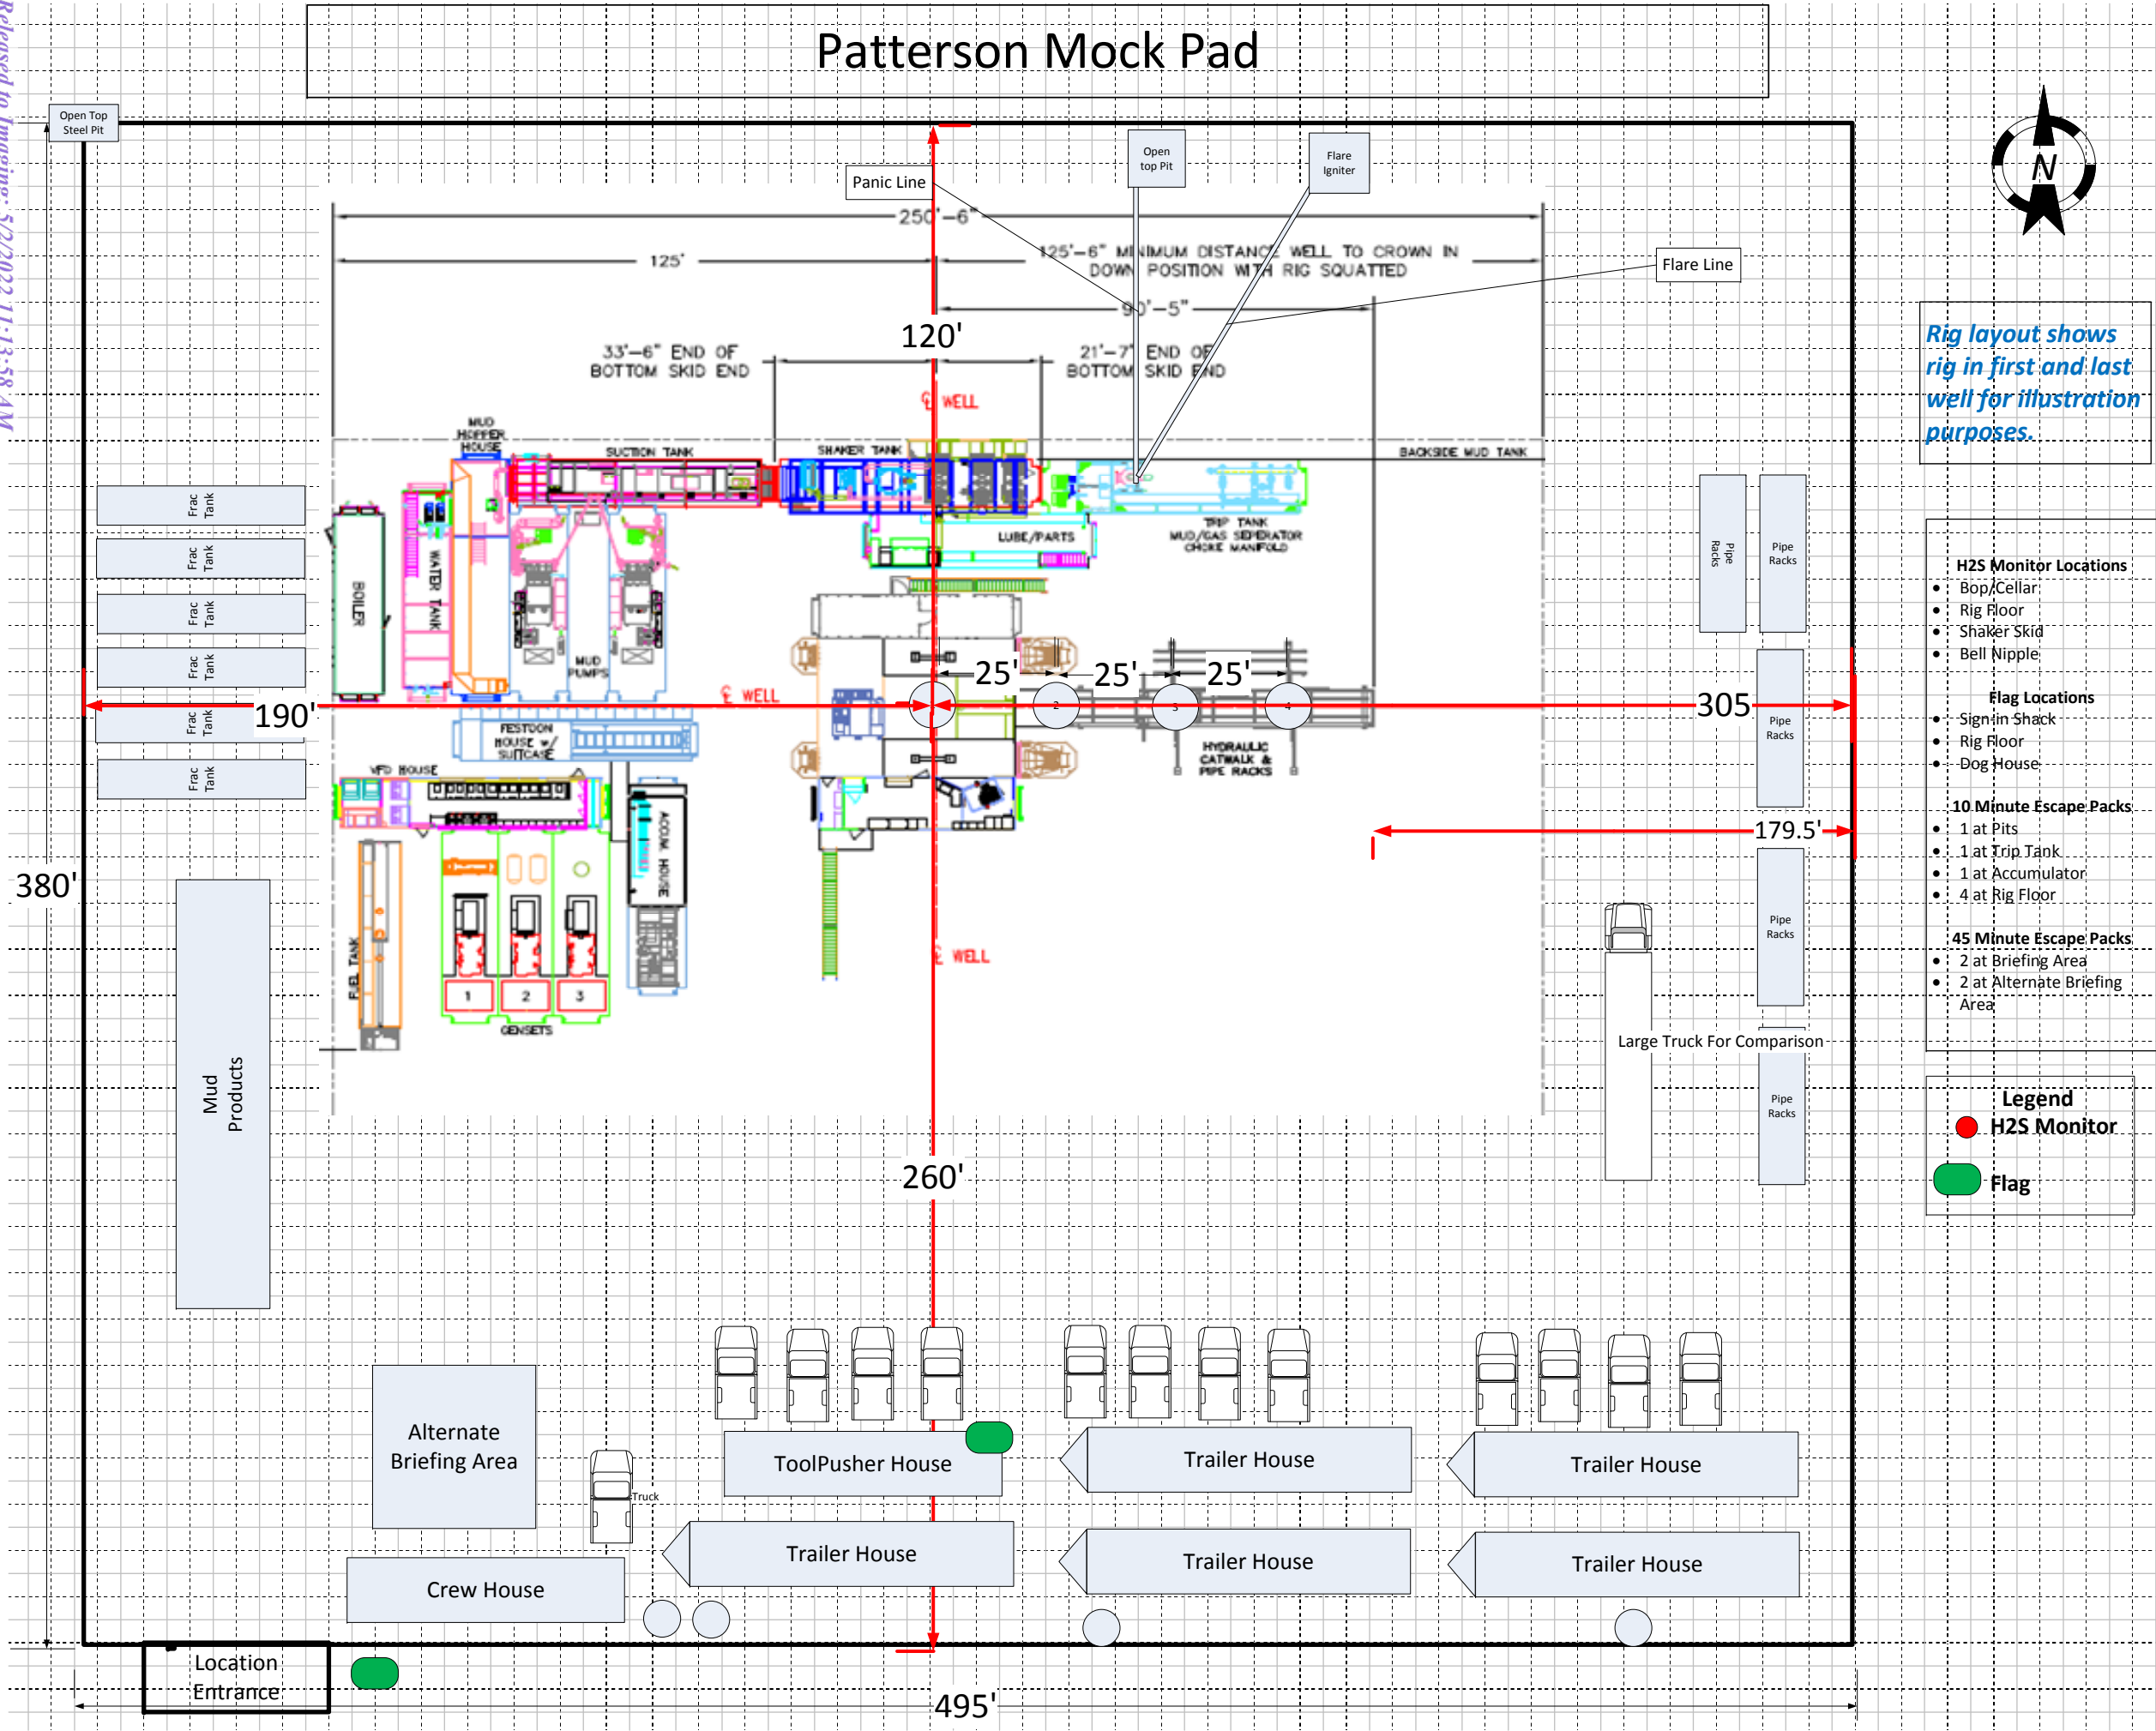 Released to Imaging: 5/2/2022 11:13:58 AM
Patterson Mock Pad
Open Top
Steel Pit
Panic Line
Open
top Pit
Flare
Igniter
N
Flare Line
250'-6"
125'
125'-6" MINIMUM DISTANCE WELL TO CROWN IN
DOWN POSITION WITH RIG SQUATTED
90'-5"
120'
33'-6" END OF
BOTTOM SKID END
21'-7" END OF
BOTTOM SKID END
Rig layout shows
rig in first and last
well for illustration
purposes.
℄ WELL
MUD
HOPPER
HOUSE
SUCTION TANK
SHAKER TANK
BACKSIDE MUD TANK
Frac
Tank
Frac
Tank
Frac
Tank
Frac
Tank
Frac
Tank
Frac
Tank
BOILER
WATER TANK
MUD
PUMPS
LUBE/PARTS
TRIP TANK
MUD/GAS SEPERATOR
CHOKE MANIFOLD
Pipe
Racks
Pipe
Racks
25'
25'
25'
℄ WELL
2
3
4
190'
305
Pipe
Racks
FESTOON
HOUSE w/
SUITCASE
HYDRAULIC
CATWALK &
PIPE RACKS
VFD HOUSE
ACCUM. HOUSE
179.5'
380'
FUEL TANK
1
2
3
GENSETS
℄ WELL
Pipe
Racks
Large Truck For Comparison
Pipe
Racks
Mud
Products
260'
H2S Monitor Locations
• Bop/Cellar
• Rig Floor
• Shaker Skid
• Bell Nipple
Flag Locations
• Sign in Shack
• Rig Floor
• Dog House
10 Minute Escape Packs
• 1 at Pits
• 1 at Trip Tank
• 1 at Accumulator
• 4 at Rig Floor
45 Minute Escape Packs
• 2 at Briefing Area
• 2 at Alternate Briefing
Area
Legend
H2S Monitor
Flag
Alternate
Briefing Area
Truck
ToolPusher House
Trailer House
Trailer House
Crew House
Trailer House
Trailer House
Trailer House
Location
Entrance
495'